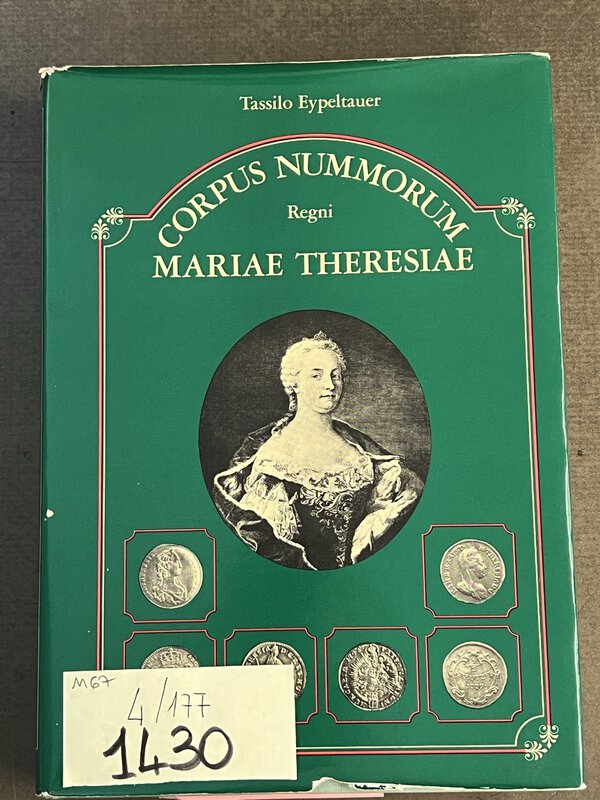 Tassilo Eypeltauer
CORPUS NUMMORUM
Regni
MARIAE THERESIAE
M67
4/177
1430